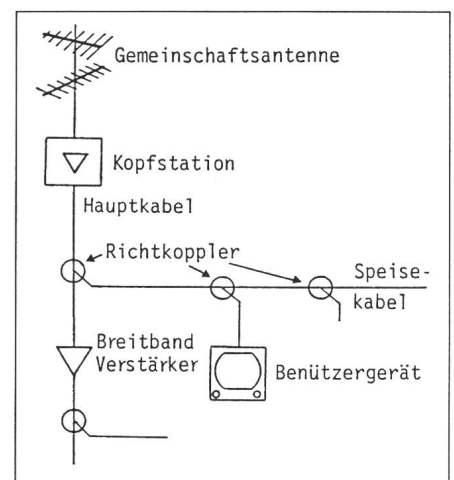 Gemeinschaftsantenne
Kopfstation
Hauptkabel
Richtkoppler
Speise-
kabel
Breitband
Verstärker
Benützergerät